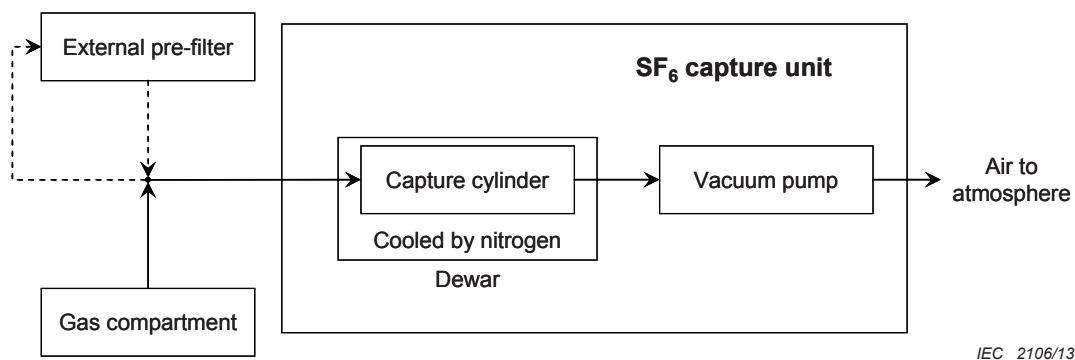 External pre-filter
SF₆ capture unit
Capture cylinder
Vacuum pump
Air to
atmosphere
Cooled by nitrogen
Dewar
Gas compartment
IEC 2106/13